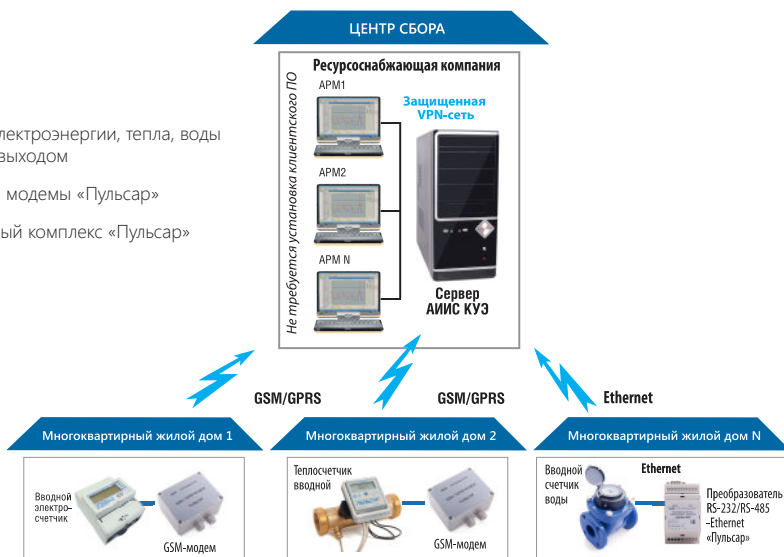 ЦЕНТР СБОРА
Ресурсоснабжающая компания
Не требуется установка клиентского ПО
АРМ1
Защищенная
VPN-сеть
АРМ2
АРМ N
Сервер
АИИС КУЭ
лектроэнергии, тепла, воды
выходом
модемы «Пульсар»
ый комплекс «Пульсар»
GSM/GPRS
GSM/GPRS
Ethernet
Многоквартирный жилой дом 1
Многоквартирный жилой дом 2
Многоквартирный жилой дом N
Вводной
электро-
счетчик
GSM-модем
Теплосчетчик
вводной
GSM-модем
Вводной
счетчик
воды
Ethernet
Преобразователь
RS-232/RS-485
-Ethernet
«Пульсар»